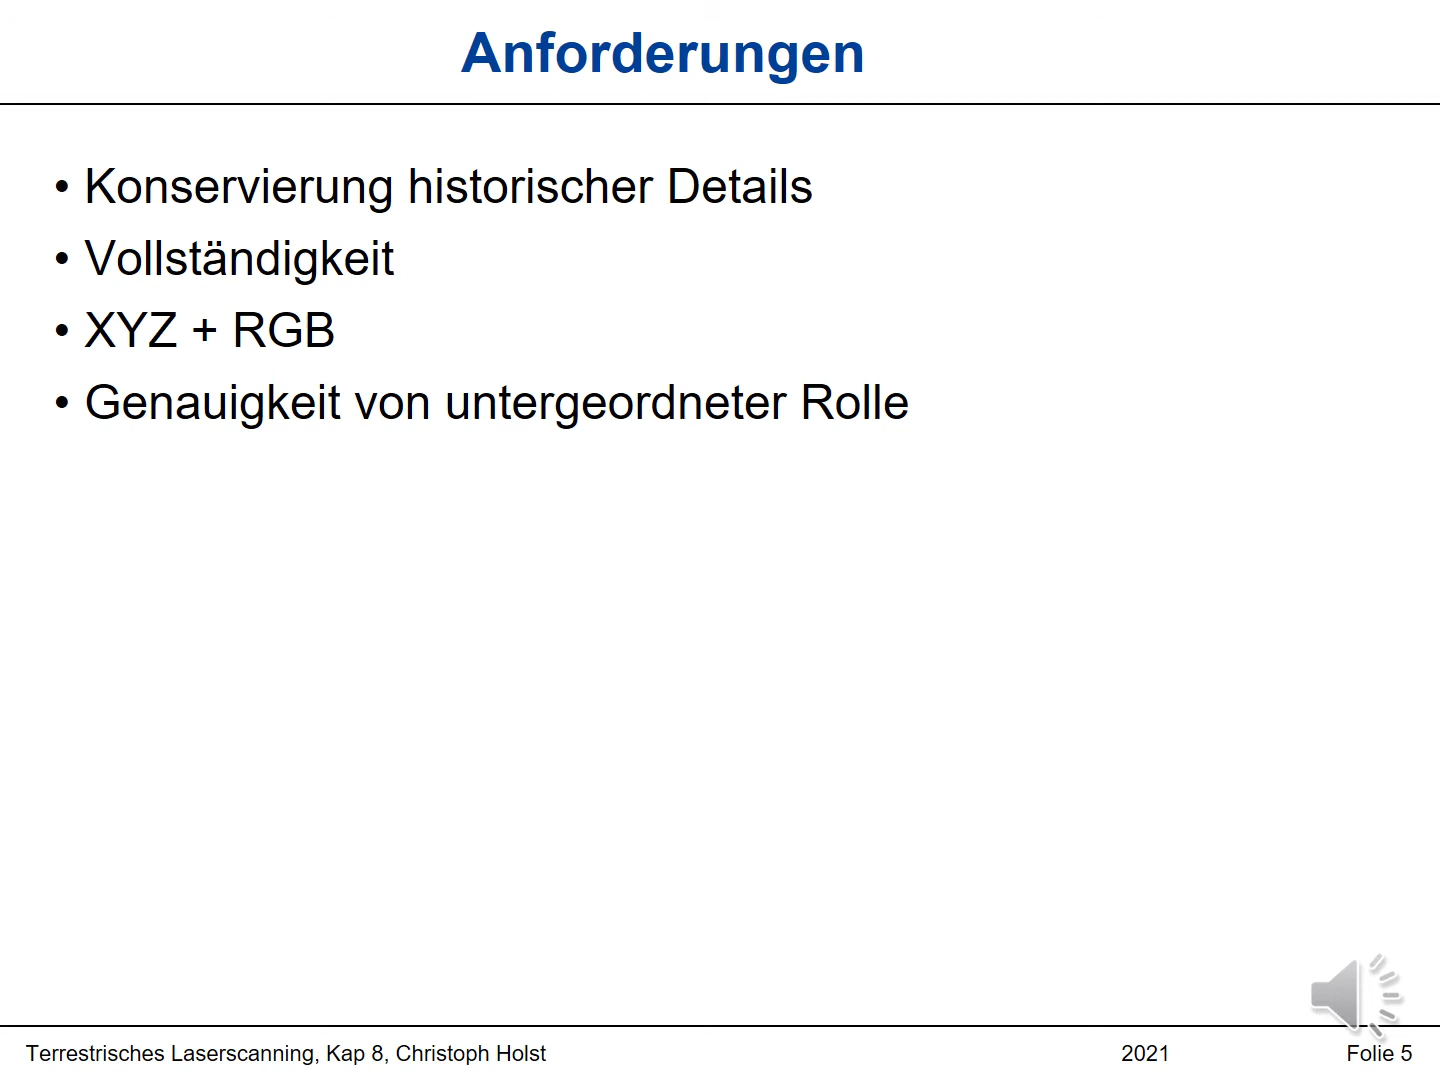 Anforderungen
• Konservierung historischer Details
• Vollständigkeit
• XYZ + RGB
• Genauigkeit von untergeordneter Rolle
Terrestrisches Laserscanning, Kap 8, Christoph Holst 2021 Folie 5